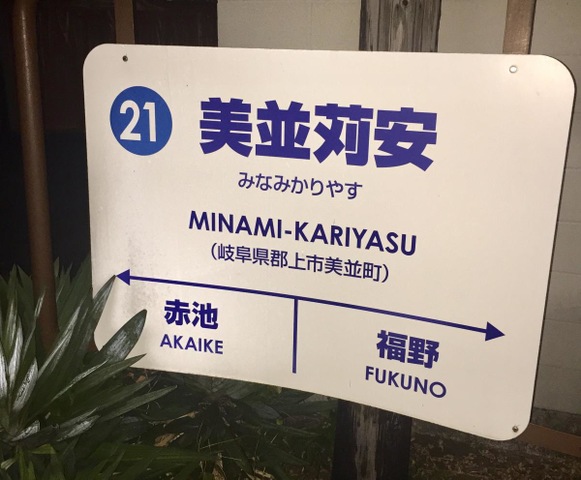 21
美並苅安
みなみかりやす
MINAMI-KARIYASU
（岐阜県郡上市美並町）
赤池
AKAIKE
福野
FUKUNO